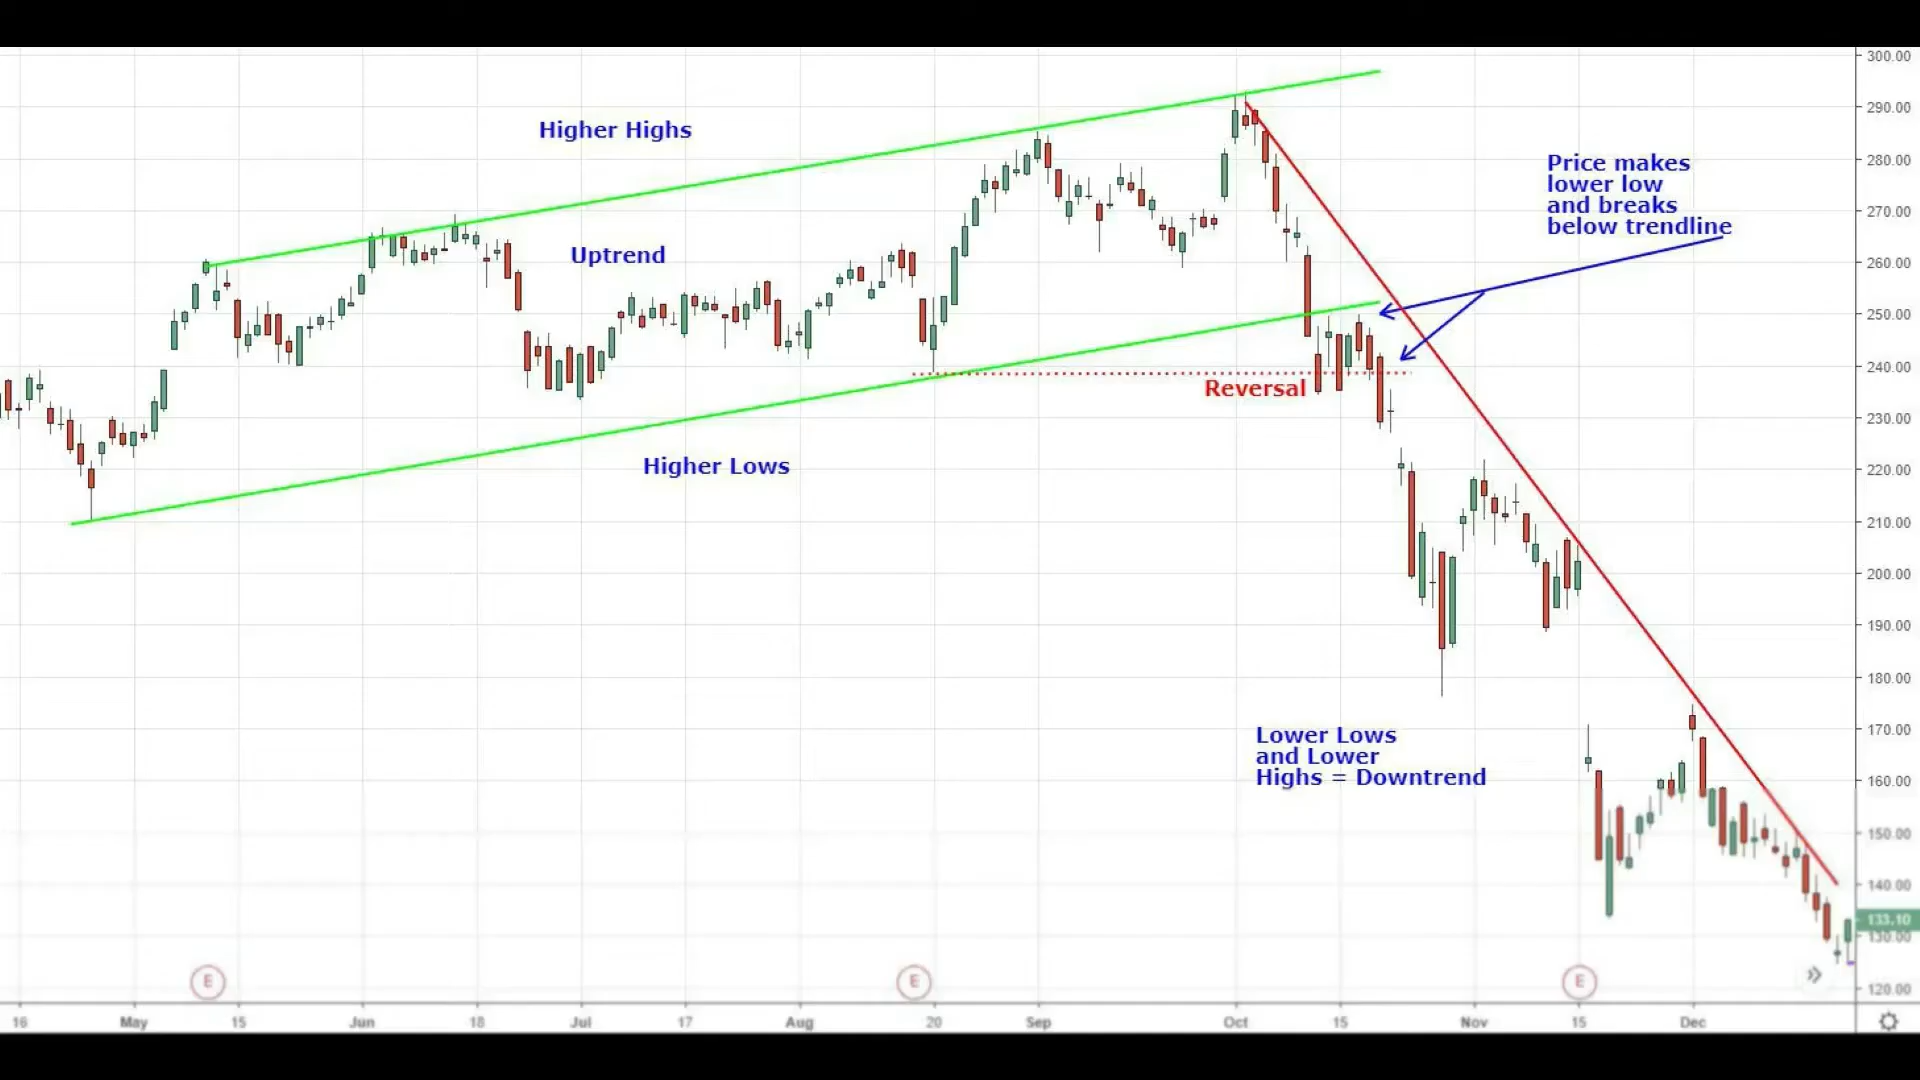 300.00
Higher Highs
290.00
Price makes
lower low
and breaks
below trendline
280.00
270.00
Uptrend
260.00
250.00
240.00
Reversal
230.00
Higher Lows
220.00
210.00
200.00
190.00
180.00
Lower Lows
and Lower
Highs = Downtrend
170.00
160.00
150.00
140.00
133.10
130.00
E E E
120.00
16 May 15 Jun 18 Jul 17 Aug 20 Sep Oct 15 Nov 15 Dec